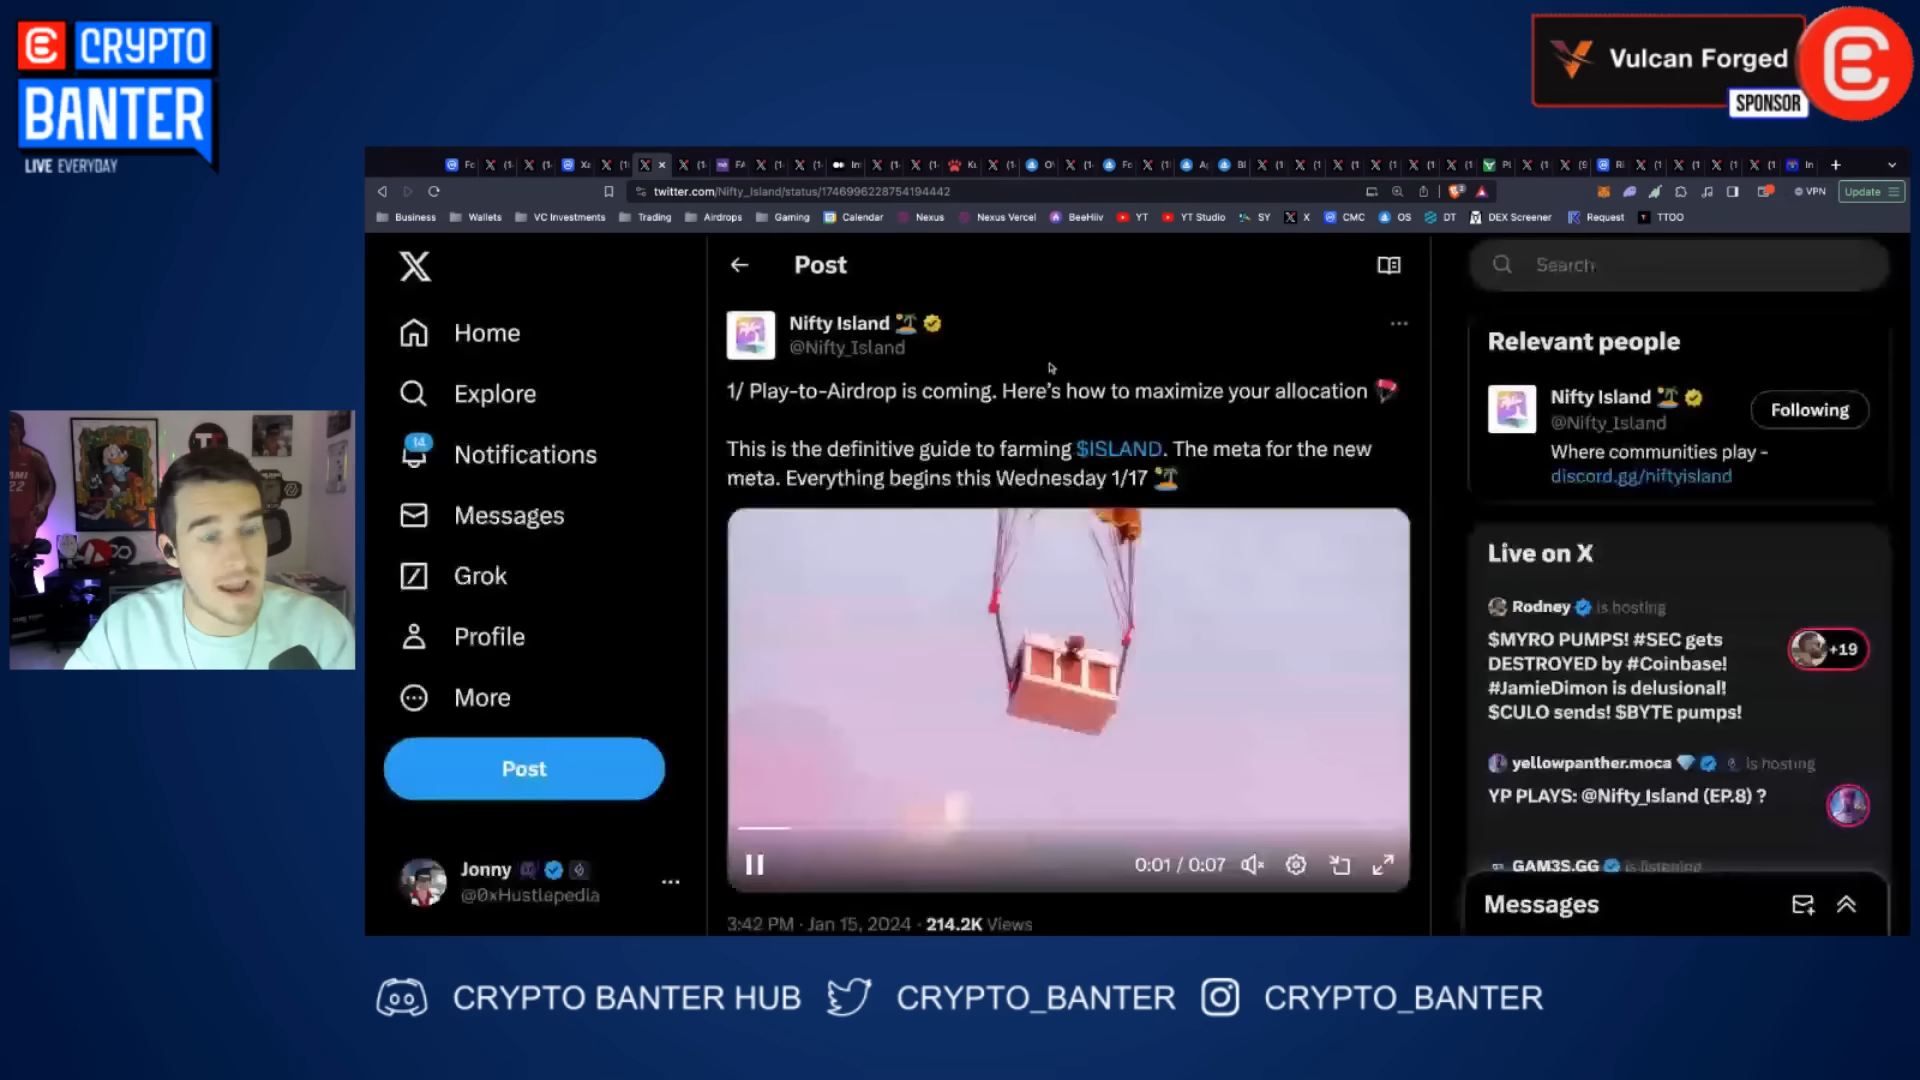 CRYPTO
BANTER
LIVE EVERYDAY
Vulcan Forged
SPONSOR
twitter.com/Nifty_Island/status/1746996228754194442
VPN
Update
Business
Wallets
VC Investments
Trading
Airdrops
Gaming
Calendar
Nexus
Nexus Vercel
BeeHiiv
YT
YT Studio
SY
X
CMC
OS
DT
DEX Screener
Request
TTOO
Home
Explore
14
Notifications
Messages
Grok
Profile
More
Post
Jonny
@0xHustlepedia
Post
Nifty Island
@Nifty_Island
1/ Play-to-Airdrop is coming. Here's how to maximize your allocation
This is the definitive guide to farming $ISLAND. The meta for the new
meta. Everything begins this Wednesday 1/17
0:01 / 0:07
3:42 PM · Jan 15, 2024 · 214.2K Views
Search
Relevant people
Nifty Island
@Nifty_Island
Following
Where communities play -
discord.gg/niftyisland
Live on X
Rodney is hosting
$MYRO PUMPS! #SEC gets
DESTROYED by #Coinbase!
#JamieDimon is delusional!
$CULO sends! $BYTE pumps!
+19
yellowpanther.moca is hosting
YP PLAYS: @Nifty_Island (EP.8) ?
GAM3S.GG is listening
Messages
CRYPTO BANTER HUB
CRYPTO_BANTER
CRYPTO_BANTER